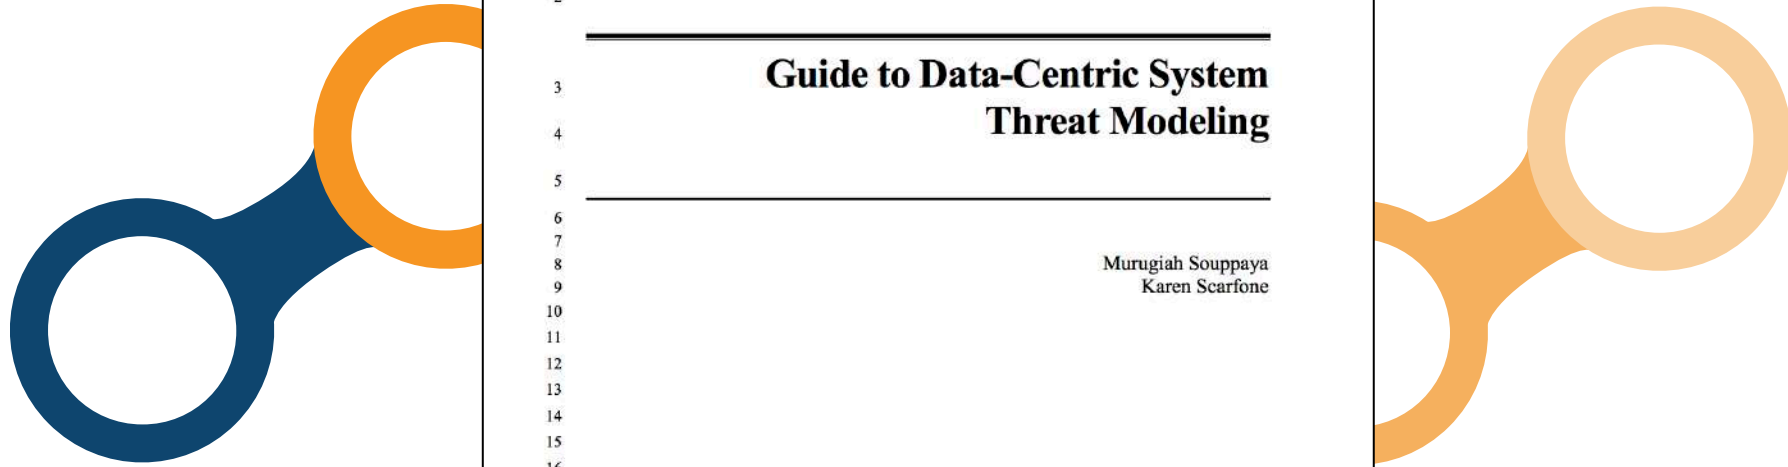 3 Guide to Data-Centric System
4 Threat Modeling
5
6
7
8 Murugiah Souppaya
9 Karen Scarfone
10
11
12
13
14
15